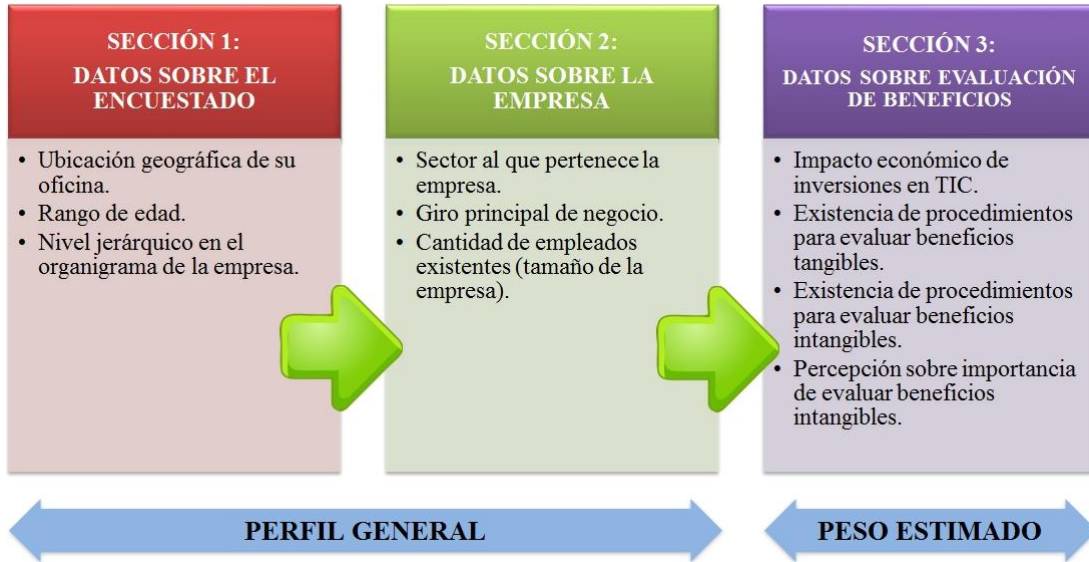 SECCIÓN 1:
DATOS SOBRE EL
ENCUESTADO
• Ubicación geográfica de su
oficina.
• Rango de edad.
• Nivel jerárquico en el
organigrama de la empresa.
SECCIÓN 2:
DATOS SOBRE LA
EMPRESA
• Sector al que pertenece la
empresa.
• Giro principal de negocio.
• Cantidad de empleados
existentes (tamaño de la
empresa).
SECCIÓN 3:
DATOS SOBRE EVALUACIÓN
DE BENEFICIOS
• Impacto económico de
inversiones en TIC.
• Existencia de procedimientos
para evaluar beneficios
tangibles.
• Existencia de procedimientos
para evaluar beneficios
intangibles.
• Percepción sobre importancia
de evaluar beneficios
intangibles.
PERFIL GENERAL
PESO ESTIMADO